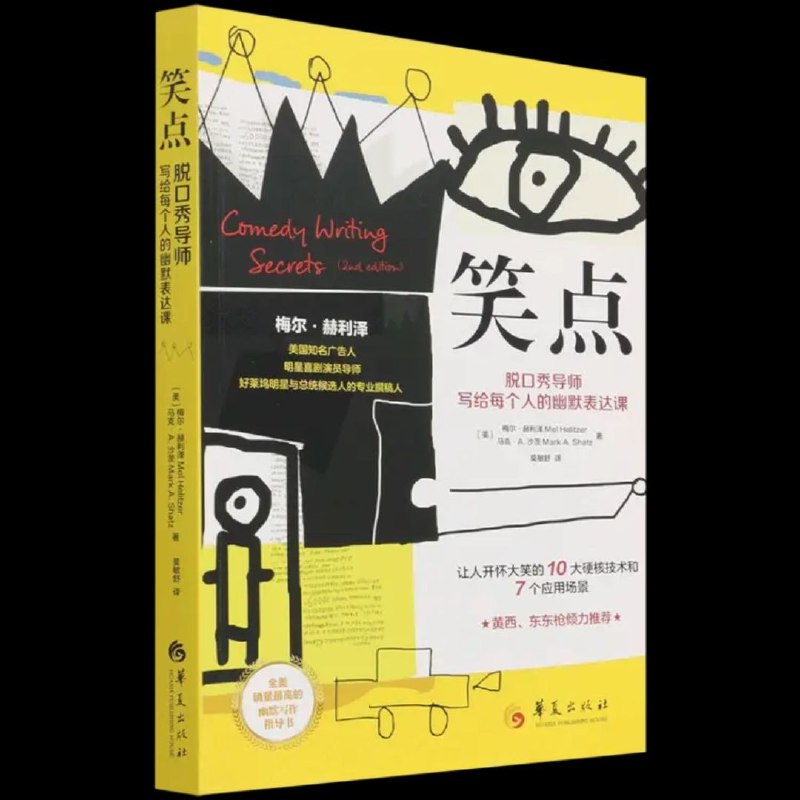 笑点
脱口秀导师
写给每个人的幽默表达课
[美] 梅尔·赫利泽 Mel Helitzer
马克·A. 沙茨 Mark A. Shatz 著
吴敏舒 译
华夏出版社
HUAXIA PUBLISHING HOUSE
Comedy Writing
Secrets (2nd edition)
梅尔·赫利泽
美国知名广告人
明星喜剧演员导师
好莱坞明星与总统候选人的专业撰稿人
笑点
脱口秀导师
写给每个人的幽默表达课
[美] 梅尔·赫利泽 Mel Helitzer
马克·A. 沙茨 Mark A. Shatz 著
吴敏舒 译
让人开怀大笑的10大硬核技术和
7个应用场景
★黄西、东东枪倾力推荐★
全美
销量最高的
幽默写作
指导书
华夏出版社
HUAXIA PUBLISHING HOUSE